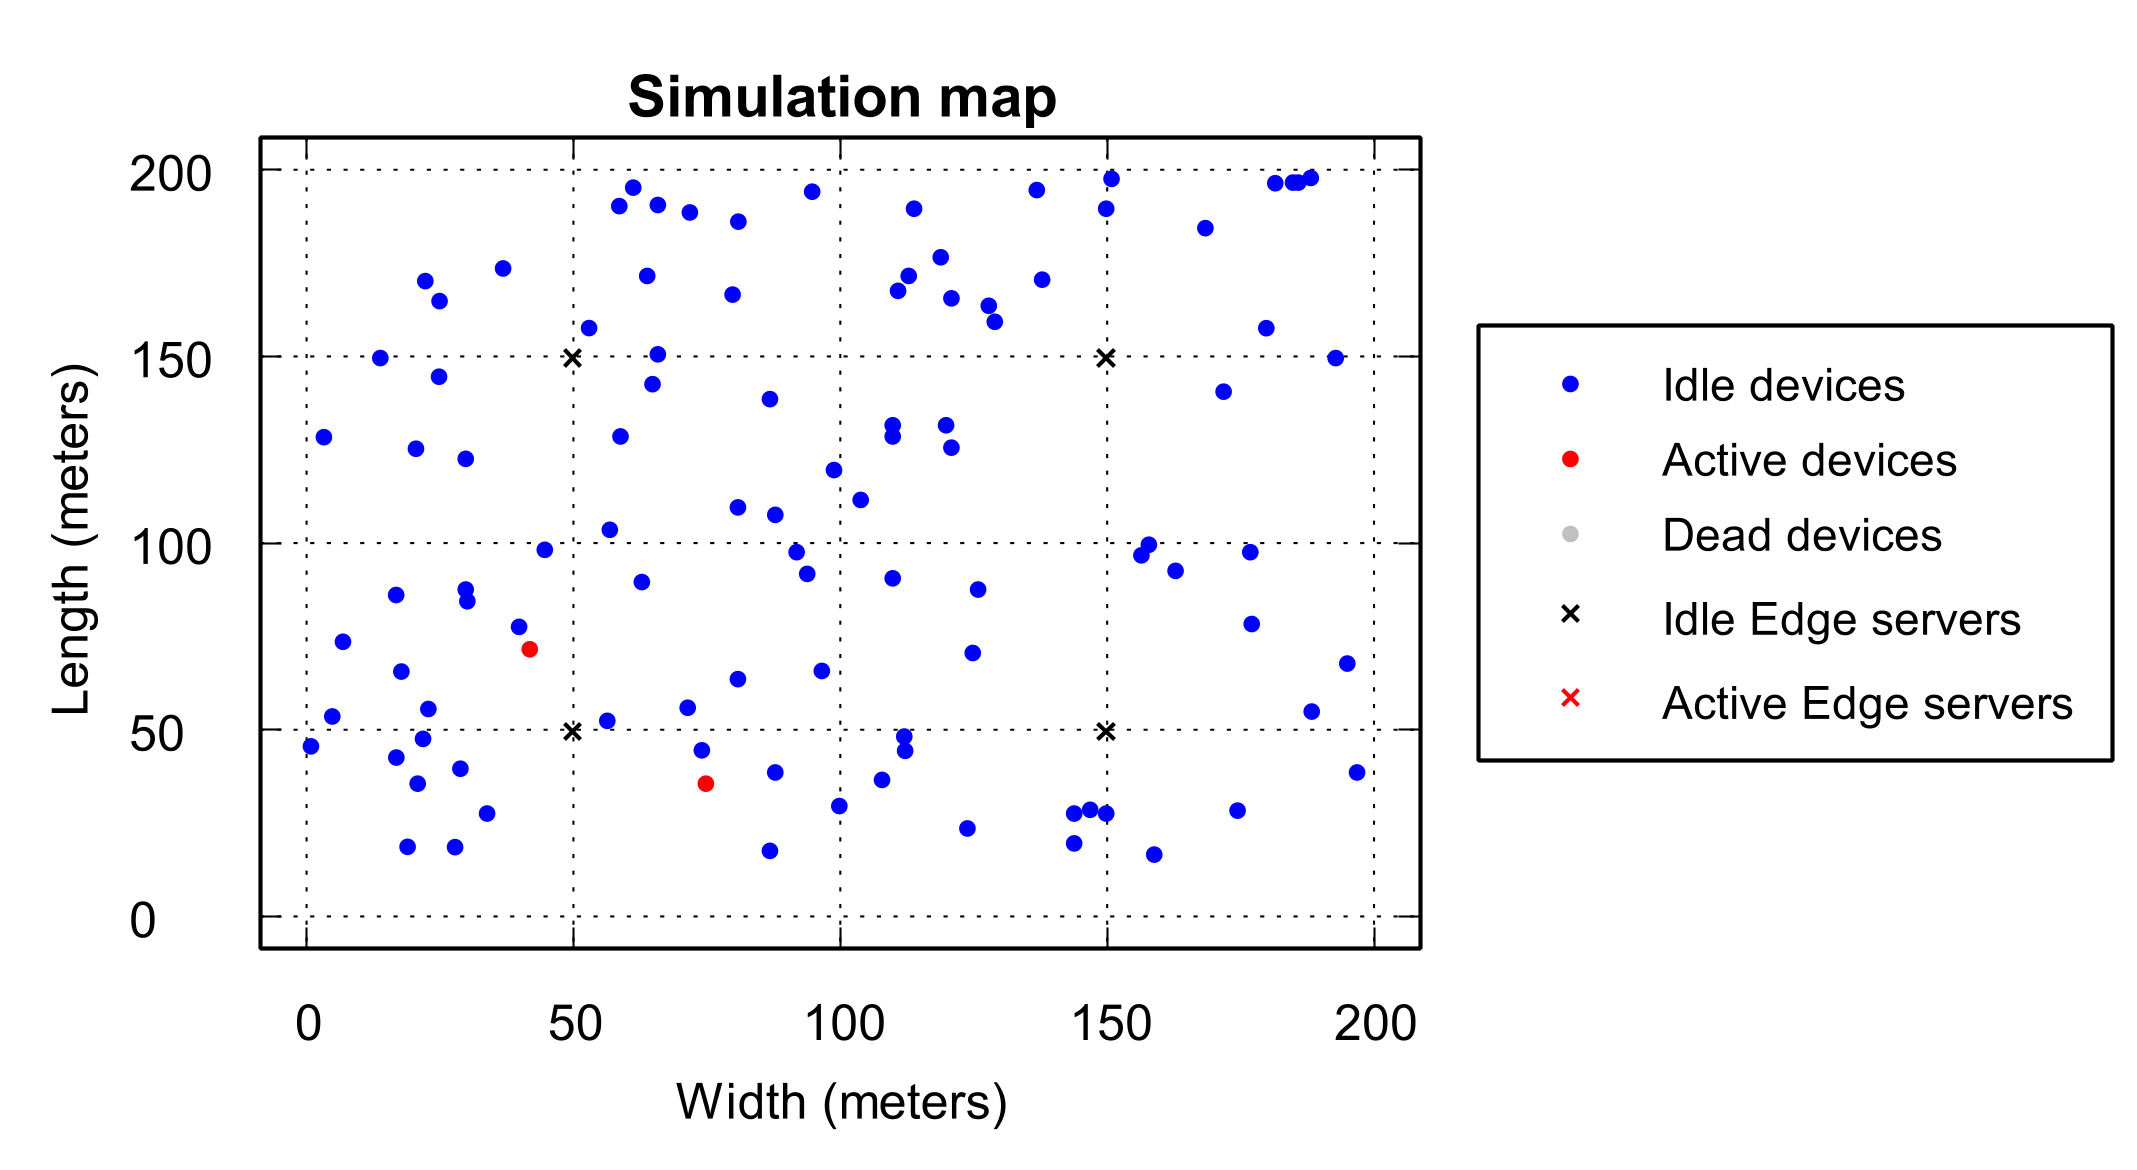 Simulation map
200
150
100
50
0
Length (meters)
0 50 100 150 200
Width (meters)
Idle devices
Active devices
Dead devices
Idle Edge servers
Active Edge servers